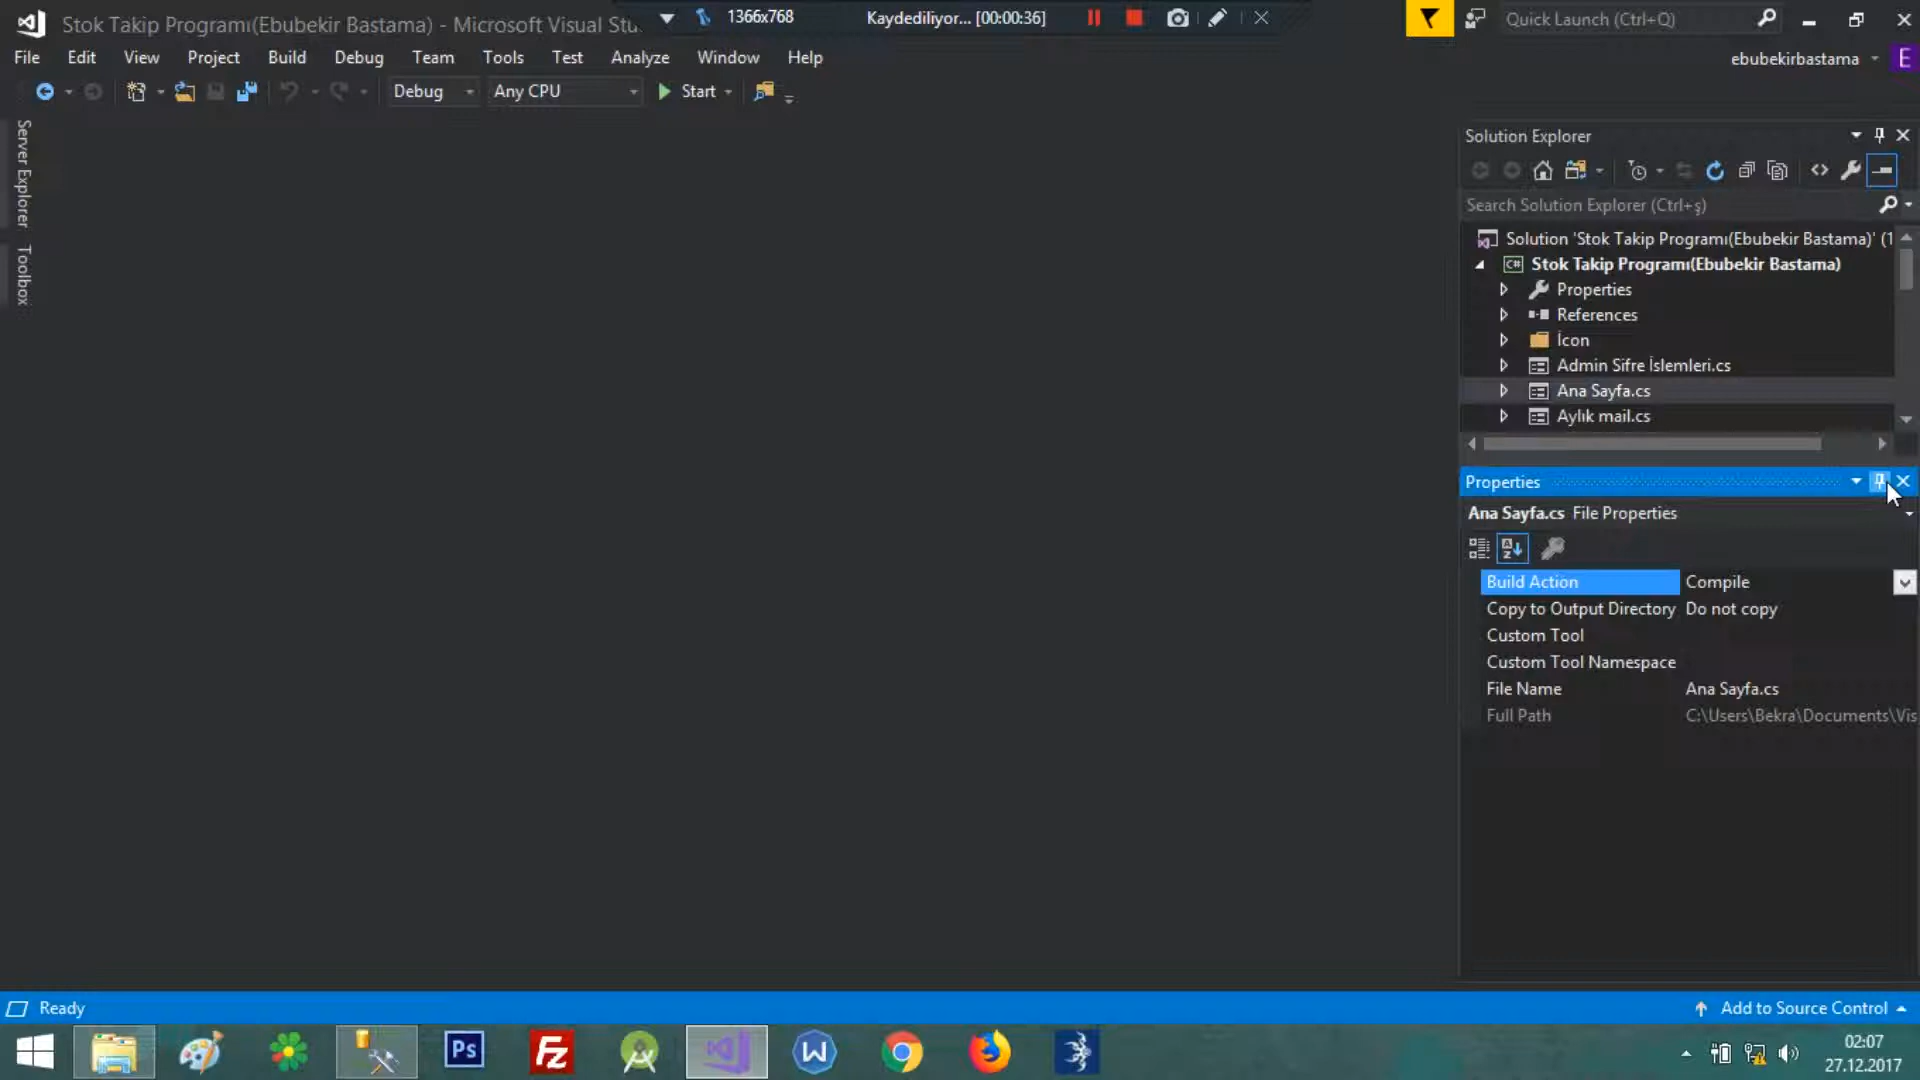 Stok Takip Programı(Ebubekir Bastama) - Microsoft Visual Stu
1366x768
Kaydediliyor... [00:00:36]
Quick Launch (Ctrl+Q)
File Edit View Project Build Debug Team Tools Test Analyze Window Help
ebubekirbastama
E
Debug
Any CPU
Start
Server Explorer
Toolbox
Solution Explorer
Search Solution Explorer (Ctrl+ş)
Solution 'Stok Takip Programı(Ebubekir Bastama)' (1
C# Stok Takip Programı(Ebubekir Bastama)
Properties
References
İcon
Admin Sifre İslemleri.cs
Ana Sayfa.cs
Aylık mail.cs
Properties
Ana Sayfa.cs File Properties
Build Action Compile
Copy to Output Directory Do not copy
Custom Tool
Custom Tool Namespace
File Name Ana Sayfa.cs
Full Path C:\Users\Bekra\Documents\Vis
Ready
Add to Source Control
Ps
Fz
W
02:07
27.12.2017